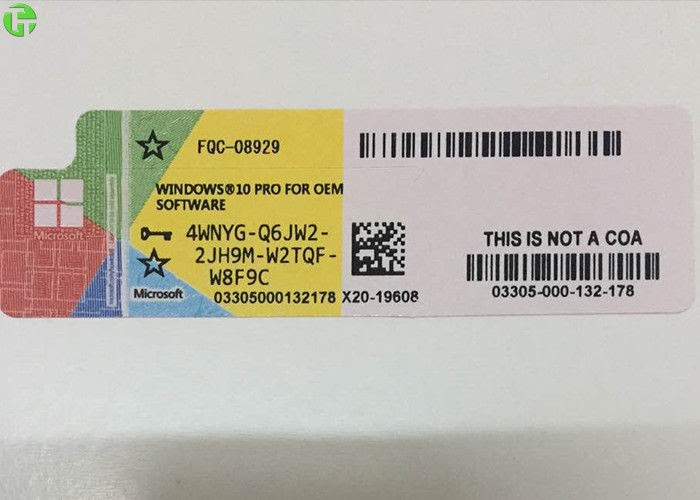 FQC-08929
WINDOWS®10 PRO FOR OEM
SOFTWARE
4WNYG-Q6JW2-
2JH9M-W2TQF-
W8F9C
03305000132178 X20-19608
Microsoft
Microsoft
THIS IS NOT A COA
03305-000-132-178